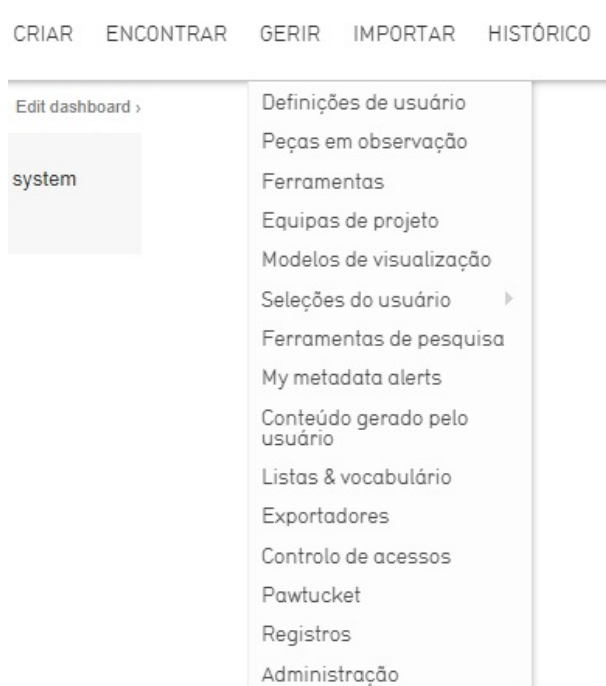 CRIAR ENCONTRAR GERIR IMPORTAR HISTÓRICO
Edit dashboard ›
system
Definições de usuário
Peças em observação
Ferramentas
Equipas de projeto
Modelos de visualização
Seleções do usuário
Ferramentas de pesquisa
My metadata alerts
Conteúdo gerado pelo
usuário
Listas & vocabulário
Exportadores
Controlo de acessos
Pawtucket
Registros
Administração